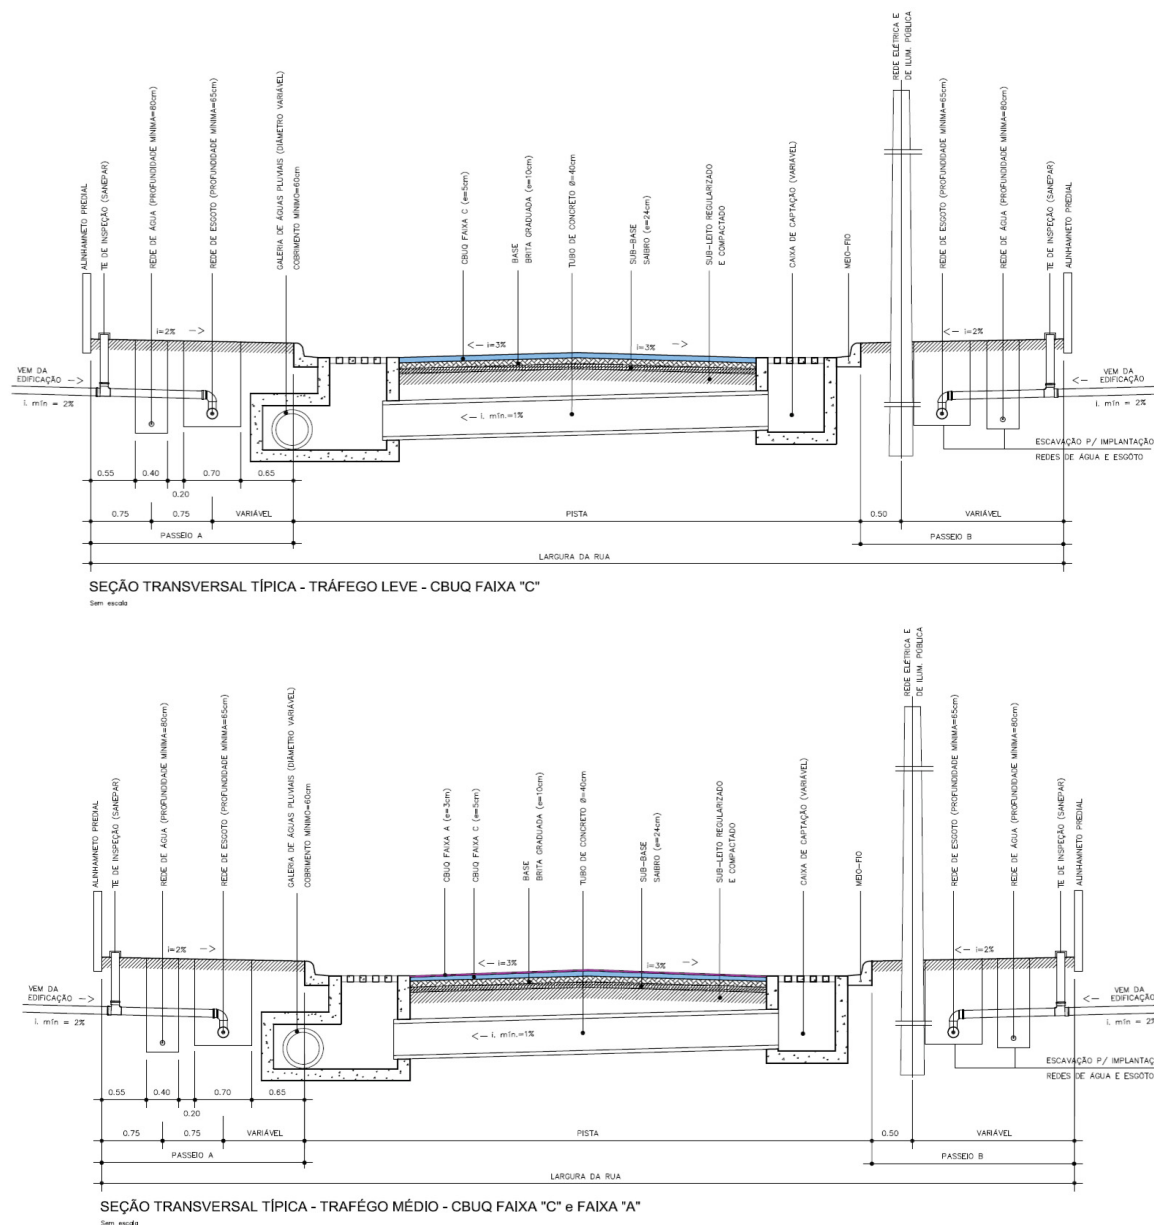 REDE ELÉTRICA E
DE ILUM. PÚBLICA
ALINHAMNETO PREDIAL
TE DE INSPEÇÃO (SANEPAR)
REDE DE ÁGUA (PROFUNDIDADE MÍNIMA=80cm)
REDE DE ESGOTO (PROFUNDIDADE MÍNIMA=65cm)
GALERIA DE ÁGUAS PLUVIAIS (DIÂMETRO VARIÁVEL)
COBRIMENTO MÍNIMO=60cm
CBUQ FAIXA C (e=5cm)
BASE
BRITA GRADUADA (e=10cm)
TUBO DE CONCRETO Ø=40cm
SUB-BASE
SAIBRO (e=24cm)
SUB-LEITO REGULARIZADO
E COMPACTADO
CAIXA DE CAPTAÇÃO (VARIÁVEL)
MEIO-FIO
REDE DE ESGOTO (PROFUNDIDADE MÍNIMA=65cm)
REDE DE ÁGUA (PROFUNDIDADE MÍNIMA=80cm)
TE DE INSPEÇÃO (SANEPAR)
ALINHAMNETO PREDIAL
i=2%
i=3%
i=3%
i=2%
VEM DA
EDIFICAÇÃO
i. mín = 2%
i. mín.=1%
VEM DA
EDIFICAÇÃO
i. mín = 2%
ESCAVAÇÃO P/ IMPLANTAÇÃO
REDES DE ÁGUA E ESGÔTO
0.55 0.40 0.70 0.65
0.20
0.75 0.75 VARIÁVEL PISTA 0.50 VARIÁVEL
PASSEIO A PASSEIO B
LARGURA DA RUA
SEÇÃO TRANSVERSAL TÍPICA - TRÁFEGO LEVE - CBUQ FAIXA "C"
Sem escala
REDE ELÉTRICA E
DE ILUM. PÚBLICA
ALINHAMNETO PREDIAL
TE DE INSPEÇÃO (SANEPAR)
REDE DE ÁGUA (PROFUNDIDADE MÍNIMA=80cm)
REDE DE ESGOTO (PROFUNDIDADE MÍNIMA=65cm)
GALERIA DE ÁGUAS PLUVIAIS (DIÂMETRO VARIÁVEL)
COBRIMENTO MÍNIMO=60cm
CBUQ FAIXA A (e=3cm)
CBUQ FAIXA C (e=5cm)
BASE
BRITA GRADUADA (e=10cm)
TUBO DE CONCRETO Ø=40cm
SUB-BASE
SAIBRO (e=24cm)
SUB-LEITO REGULARIZADO
E COMPACTADO
CAIXA DE CAPTAÇÃO (VARIÁVEL)
MEIO-FIO
REDE DE ESGOTO (PROFUNDIDADE MÍNIMA=65cm)
REDE DE ÁGUA (PROFUNDIDADE MÍNIMA=80cm)
TE DE INSPEÇÃO (SANEPAR)
ALINHAMNETO PREDIAL
i=2%
i=3%
i=3%
i=2%
VEM DA
EDIFICAÇÃO
i. mín = 2%
i. mín.=1%
VEM DA
EDIFICAÇÃO
i. mín = 2%
ESCAVAÇÃO P/ IMPLANTAÇ
REDES DE ÁGUA E ESGÔTO
0.55 0.40 0.70 0.65
0.20
0.75 0.75 VARIÁVEL PISTA 0.50 VARIÁVEL
PASSEIO A PASSEIO B
LARGURA DA RUA
SEÇÃO TRANSVERSAL TÍPICA - TRAFÉGO MÉDIO - CBUQ FAIXA "C" e FAIXA "A"
Sem escala